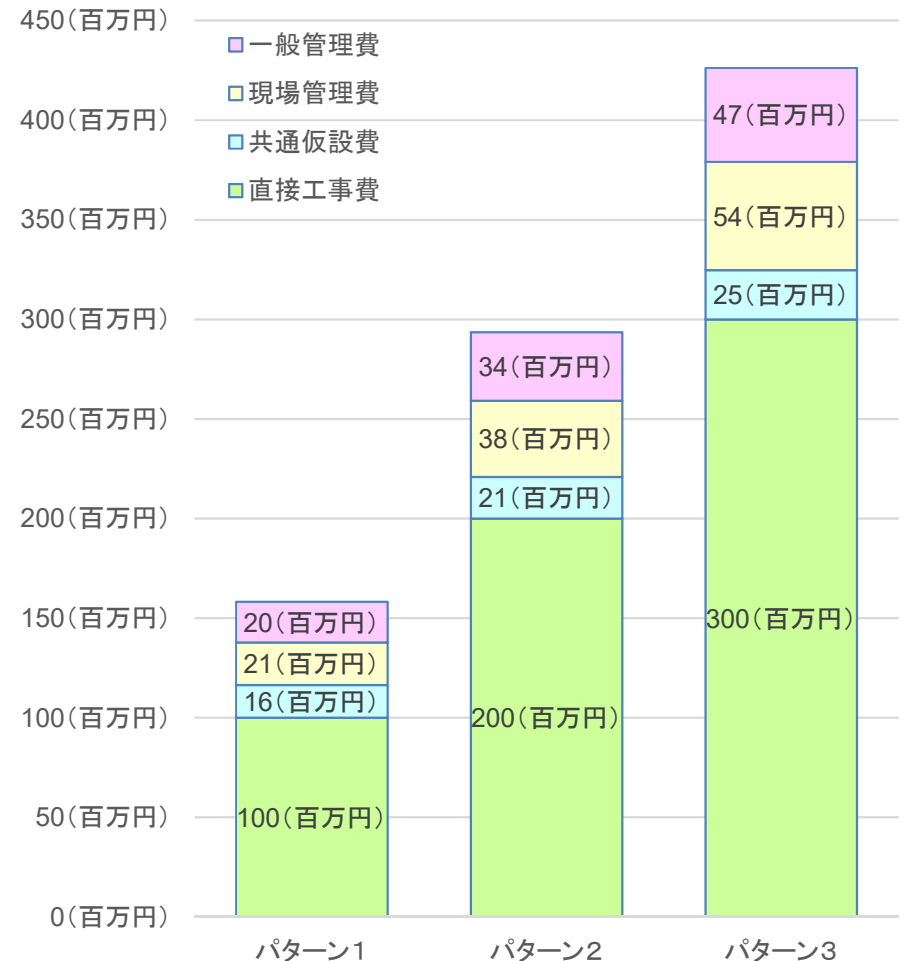 450(百万円)
400(百万円)
350(百万円)
300(百万円)
250(百万円)
200(百万円)
150(百万円)
100(百万円)
50(百万円)
0(百万円)
一般管理費
現場管理費
共通仮設費
直接工事費
20(百万円)
21(百万円)
16(百万円)
100(百万円)
34(百万円)
38(百万円)
21(百万円)
200(百万円)
47(百万円)
54(百万円)
25(百万円)
300(百万円)
パターン1
パターン2
パターン3